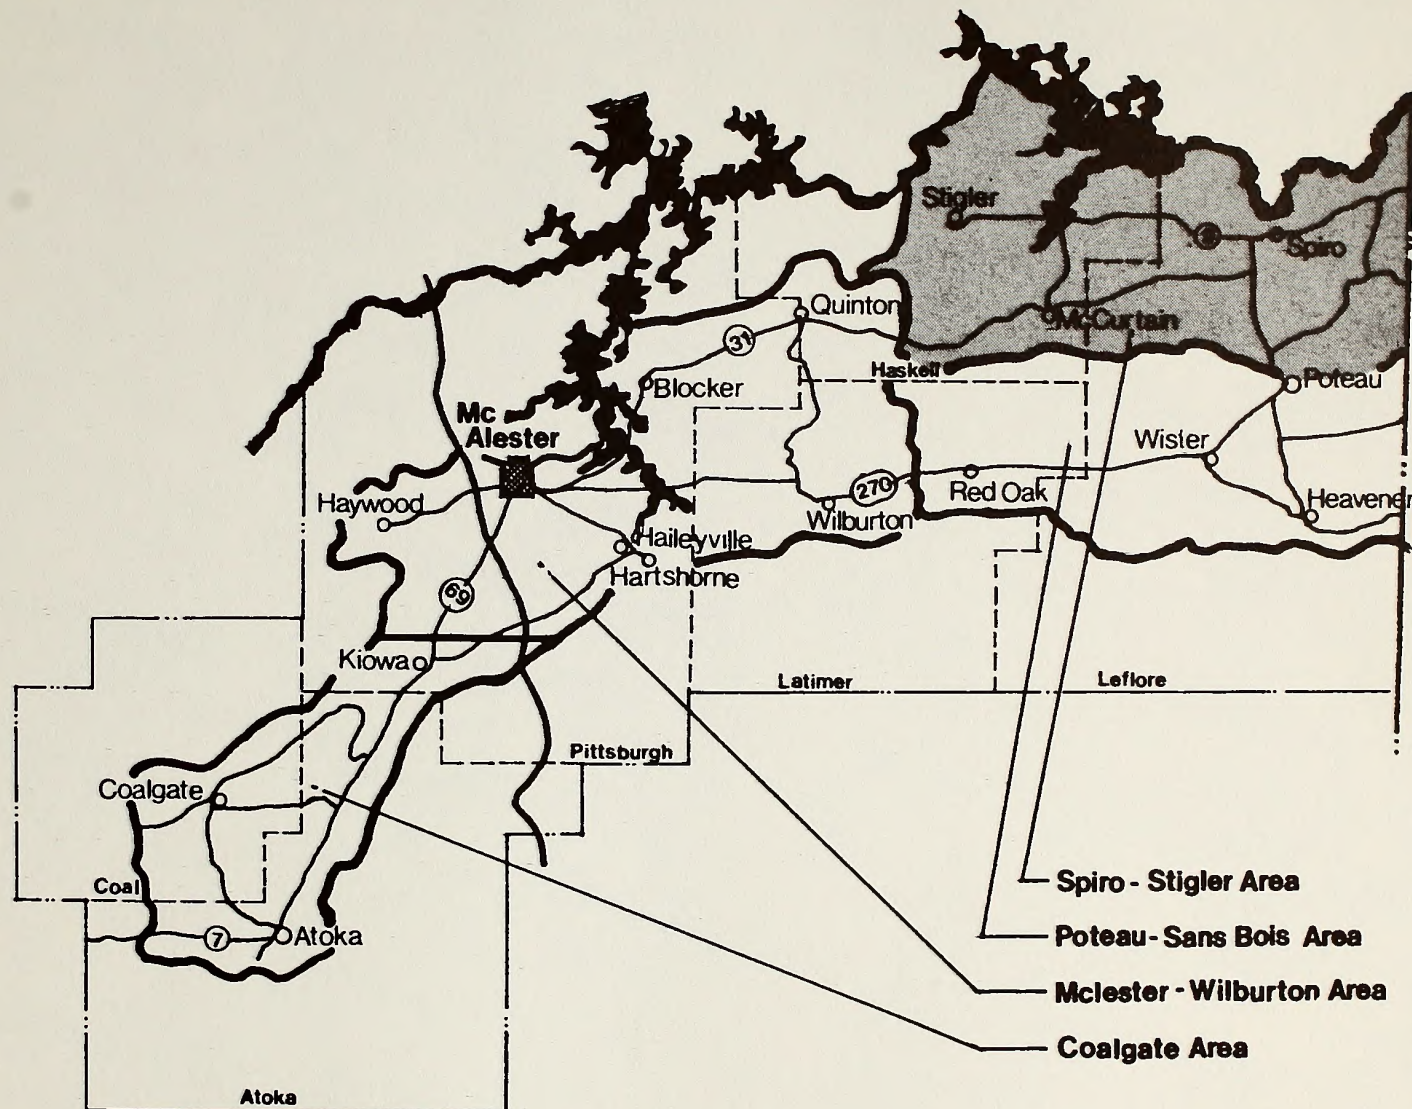 Stigler
9
Spiro
Quinton
McCurtain
31
Haskell
Blocker
Poteau
Mc
Alester
Wister
Haywood
270
Red Oak
Wilburton
Heavener
Haileyville
Hartshorne
69
Kiowa
Latimer
Leflore
Pittsburgh
Coalgate
Coal
7
Atoka
Spiro - Stigler Area
Poteau - Sans Bois Area
Mclester - Wilburton Area
Coalgate Area
Atoka